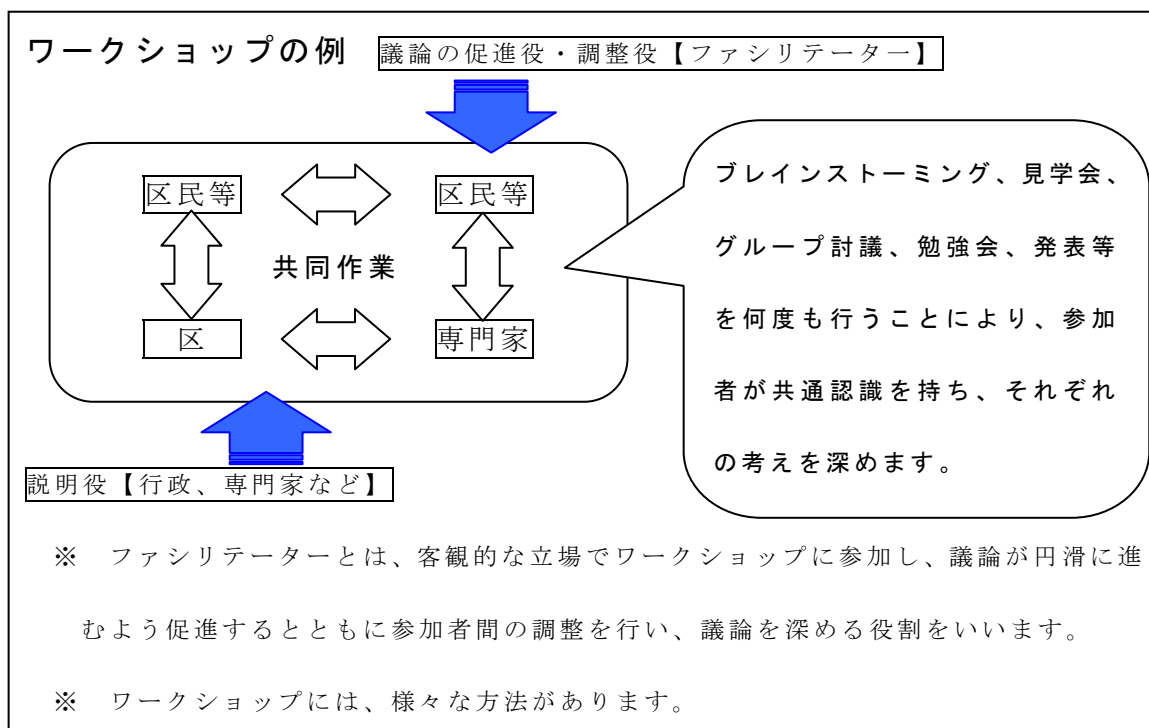 ワークショップの例
議論の促進役・調整役【ファシリテーター】
区民等
区民等
共同作業
区
専門家
ブレインストーミング、見学会、
グループ討議、勉強会、発表等
を何度も行うことにより、参加
者が共通認識を持ち、それぞれ
の考えを深めます。
説明役【行政、専門家など】
※　ファシリテーターとは、客観的な立場でワークショップに参加し、議論が円滑に進
むよう促進するとともに参加者間の調整を行い、議論を深める役割をいいます。
※　ワークショップには、様々な方法があります。